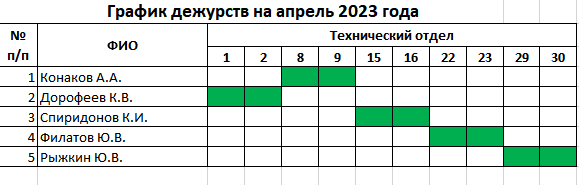 График дежурств на апрель 2023 года
№ п/п ФИО Технический отдел
1 2 8 9 15 16 22 23 29 30
1 Конаков А.А.
2 Дорофеев К.В.
3 Спиридонов К.И.
4 Филатов Ю.В.
5 Рыжкин Ю.В.